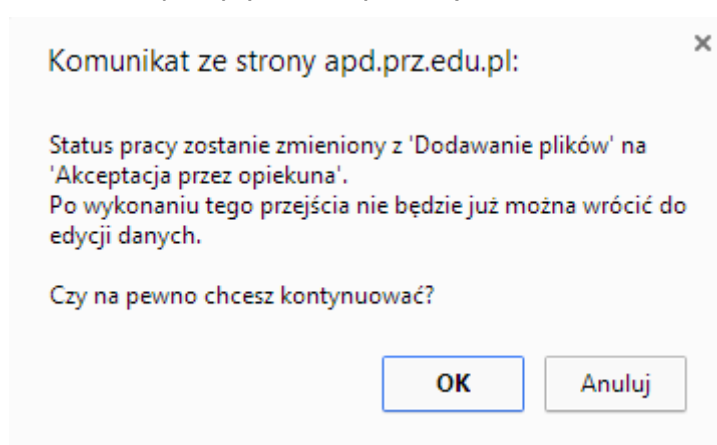 Komunikat ze strony apd.prz.edu.pl:
Status pracy zostanie zmieniony z 'Dodawanie plików' na
'Akceptacja przez opiekuna'.
Po wykonaniu tego przejścia nie będzie już można wrócić do
edycji danych.
Czy na pewno chcesz kontynuować?
OK
Anuluj